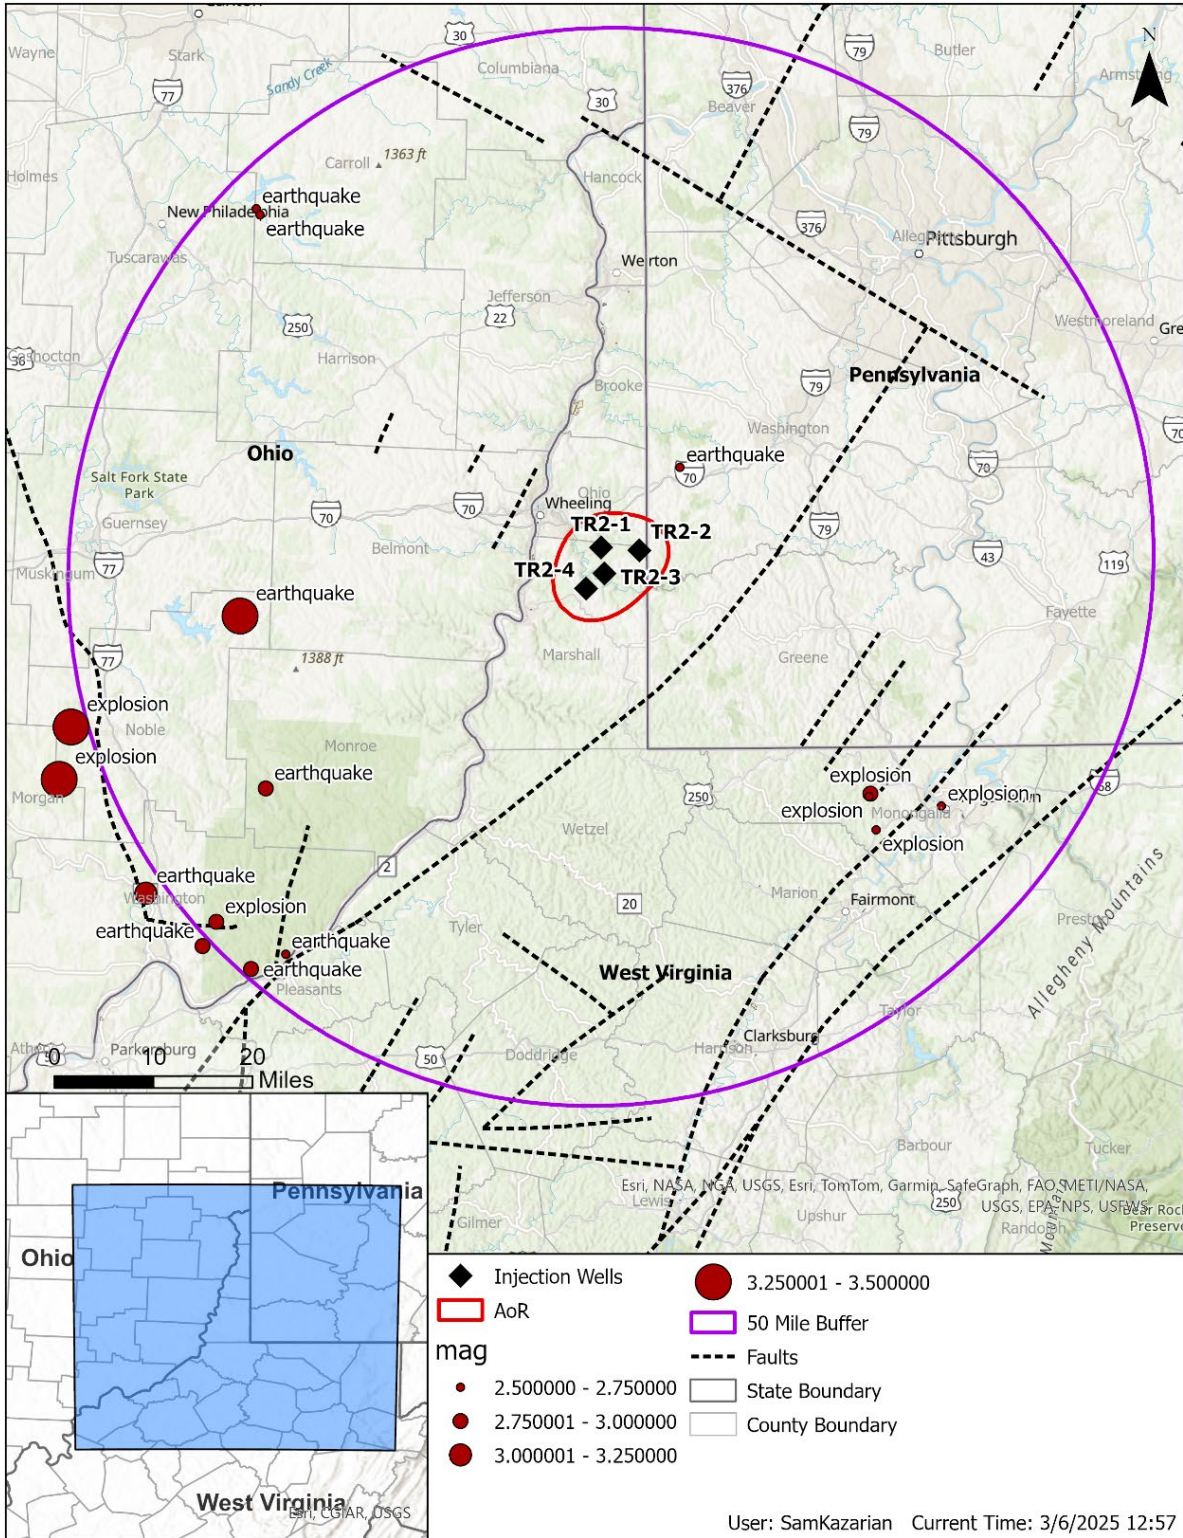 30
Columbiana
79
Butler
N
Wayne
Stark
77
Sandy Creek
376
Beaver
30
79
Carroll
1363 ft
Holmes
Hancock
earthquake
New Philadelphia
earthquake
376
Pittsburgh
Tuscarawas
Weirton
Jefferson
22
250
Westmoreland
Coshocton
36
Harrison
Brooke
79
Pennsylvania
Washington
70
Ohio
earthquake
70
70
Salt Fork State
Park
Ohio
Wheeling
70
70
Guernsey
TR2-1
TR2-2
79
Belmont
43
77
TR2-4
TR2-3
119
Muskingum
earthquake
Fayette
Marshall
Greene
77
1388 ft
explosion
Noble
Monroe
explosion
earthquake
explosion
Morgan
250
explosion
68
explosion
Monongalia
Wetzel
explosion
2
earthquake
Marion
Washington
20
Fairmont
explosion
Preston
earthquake
Tyler
earthquake
earthquake
West Virginia
Allegheny Mountains
Pleasants
Taylor
Parkersburg
50
Doddridge
Harrison
Clarksburg
50
0 10 20
Miles
Barbour
Tucker
Pennsylvania
Esri, NASA, NGA, USGS, Esri, TomTom, Garmin, SafeGraph, FAO, METI/NASA,
USGS, EPA, NPS, USFWS
Lewis
250
Bear Rock
Preserve
Gilmer
Upshur
Randolph
Ohio
West Virginia
Esri, CGIAR, USGS
Injection Wells
AoR
mag
2.500000 - 2.750000
2.750001 - 3.000000
3.000001 - 3.250000
3.250001 - 3.500000
50 Mile Buffer
Faults
State Boundary
County Boundary
User: SamKazarian Current Time: 3/6/2025 12:57